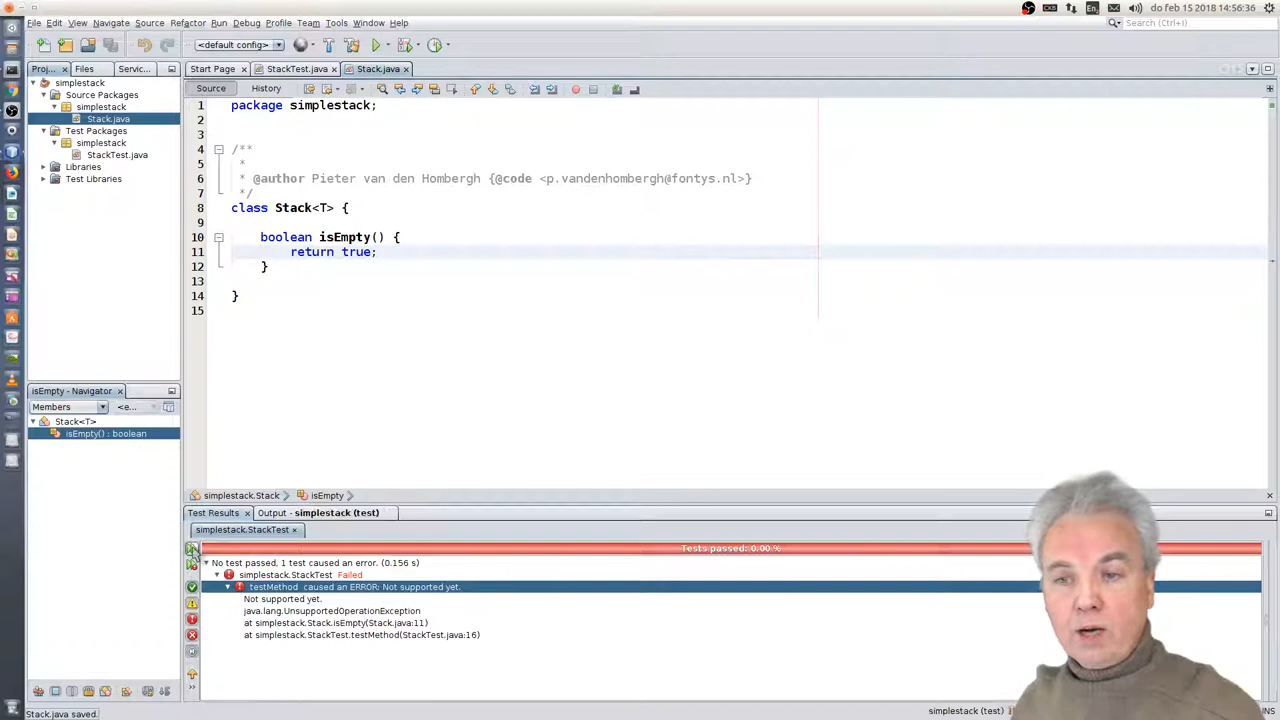 do feb 15 2018 14:56:36
File Edit View Navigate Source Refactor Run Debug Profile Team Tools Window Help
Search (Ctrl+I)
<default config>
Proj... Files Servic...
Start Page StackTest.java Stack.java
simplestack
Source Packages
simplestack
Stack.java
Test Packages
simplestack
StackTest.java
Libraries
Test Libraries
Source History
1 package simplestack;
2
3
4 /**
5 *
6 * @author Pieter van den Hombergh {@code <p.vandenhombergh@fontys.nl>}
7 */
8 class Stack<T> {
9
10 boolean isEmpty() {
11 return true;
12 }
13
14 }
15
isEmpty - Navigator
Members <e...
Stack<T>
isEmpty() : boolean
simplestack.Stack isEmpty
Test Results Output - simplestack (test)
simplestack.StackTest
Tests passed: 0.00 %
No test passed, 1 test caused an error. (0.156 s)
simplestack.StackTest Failed
testMethod caused an ERROR: Not supported yet.
Not supported yet.
java.lang.UnsupportedOperationException
at simplestack.Stack.isEmpty(Stack.java:11)
at simplestack.StackTest.testMethod(StackTest.java:16)
Stack.java saved.
simplestack (test)
INS